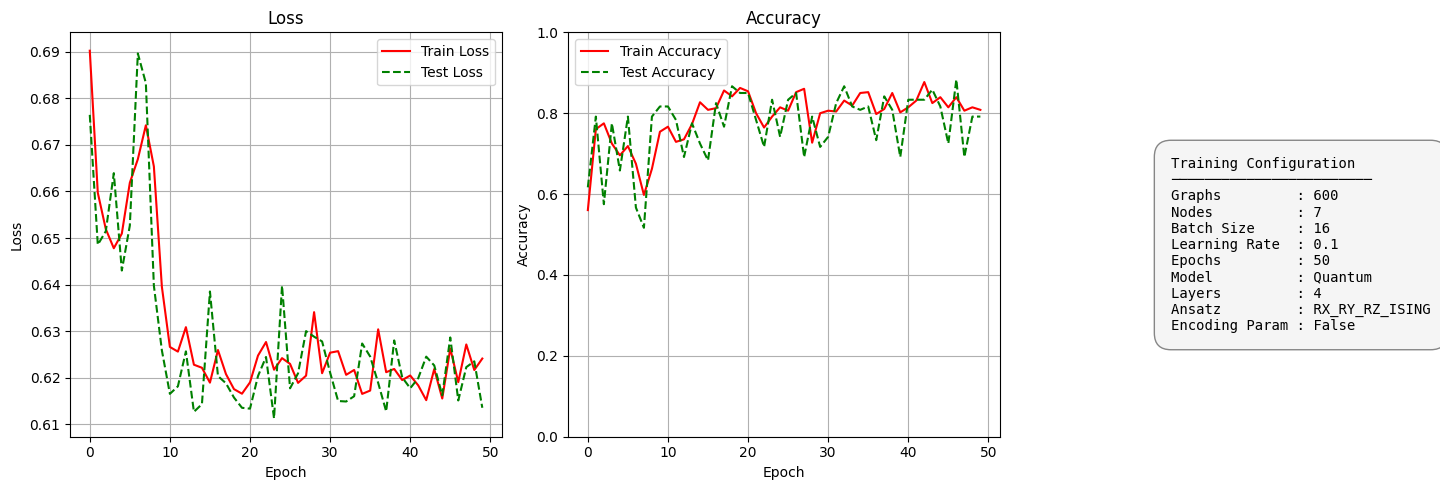 Loss
0.69
0.68
0.67
0.66
0.65
0.64
0.63
0.62
0.61
Loss
0 10 20 30 40 50
Epoch
Train Loss
Test Loss
Accuracy
1.0
0.8
0.6
0.4
0.2
0.0
Accuracy
0 10 20 30 40 50
Epoch
Train Accuracy
Test Accuracy
Training Configuration
Graphs : 600
Nodes : 7
Batch Size : 16
Learning Rate : 0.1
Epochs : 50
Model : Quantum
Layers : 4
Ansatz : RX_RY_RZ_ISING
Encoding Param : False